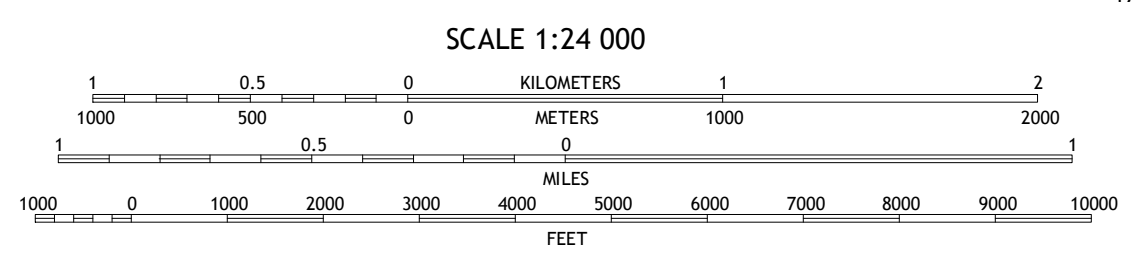 SCALE 1:24 000
1 0.5 0 KILOMETERS 1 2
1000 500 0 METERS 1000 2000
1 0.5 0 1
MILES
1000 0 1000 2000 3000 4000 5000 6000 7000 8000 9000 10000
FEET